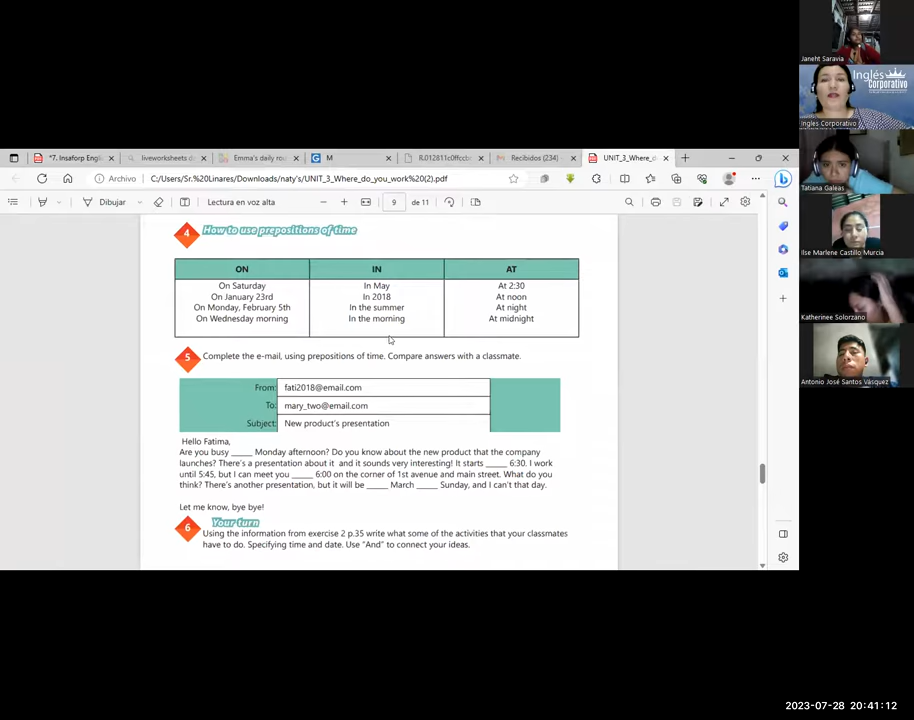 *7. Insaforp Engl
liveworksheets do
Emma's daily rou
M
R.012811c0ffccb
Recibidos (234)
UNIT_3_Where_d
Archivo
C:/Users/Sr.%20Linares/Downloads/naty's/UNIT_3_Where_do_you_work%20(2).pdf
Dibujar
Lectura en voz alta
9
de 11
4 How to use prepositions of time
ON IN AT
On Saturday In May At 2:30
On January 23rd In 2018 At noon
On Monday, February 5th In the summer At night
On Wednesday morning In the morning At midnight
5 Complete the e-mail, using prepositions of time. Compare answers with a classmate.
From: fati2018@email.com
To: mary_two@email.com
Subject: New product's presentation
Hello Fatima,
Are you busy _____ Monday afternoon? Do you know about the new product that the company
launches? There's a presentation about it and it sounds very interesting! It starts _____ 6:30. I work
until 5:45, but I can meet you _____ 6:00 on the corner of 1st avenue and main street. What do you
think? There's another presentation, but it will be _____ March _____ Sunday, and I can't that day.
Let me know, bye bye!
6 Your turn
Using the information from exercise 2 p.35 write what some of the activities that your classmates
have to do. Specifying time and date. Use "And" to connect your ideas.
Janeht Saravia
Inglés
Corporativo
Ingles Corporativo
Tatiana Galeas
Ilse Marlene Castillo Murcia
Katherinee Solorzano
Antonio José Santos Vásquez
2023-07-28 20:41:12